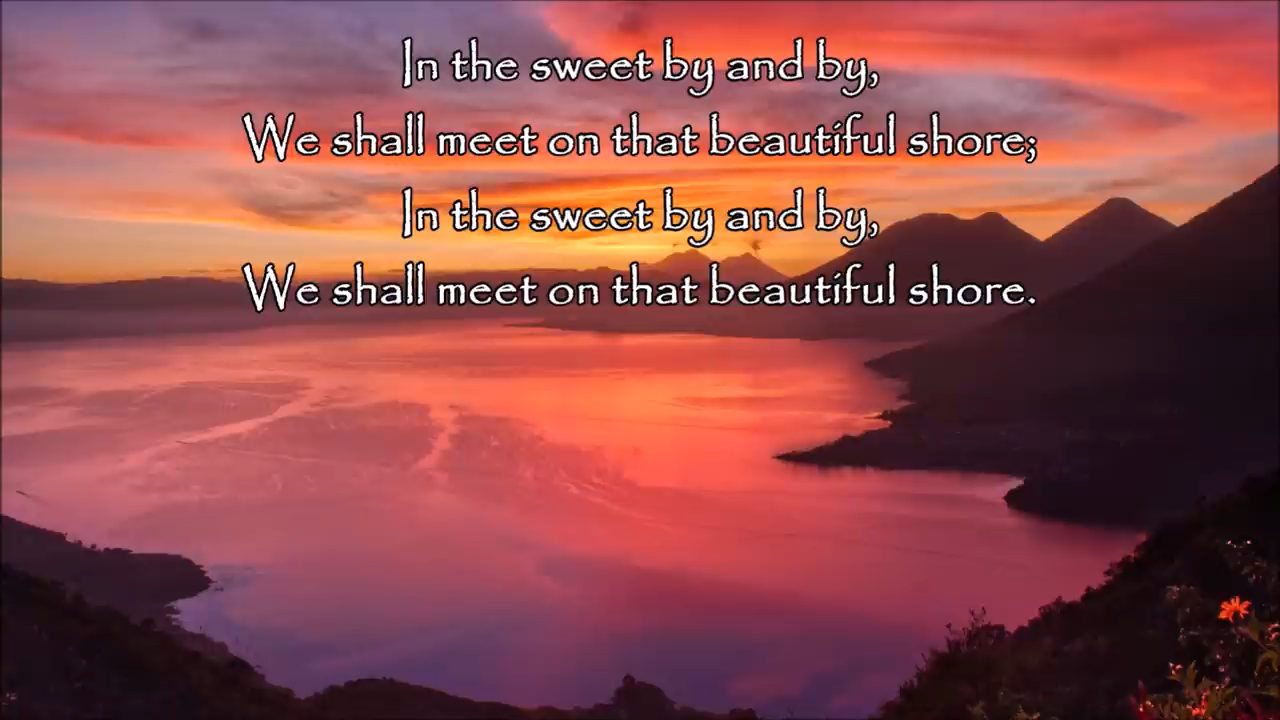 In the sweet by and by,
We shall meet on that beautiful shore;
In the sweet by and by,
We shall meet on that beautiful shore.